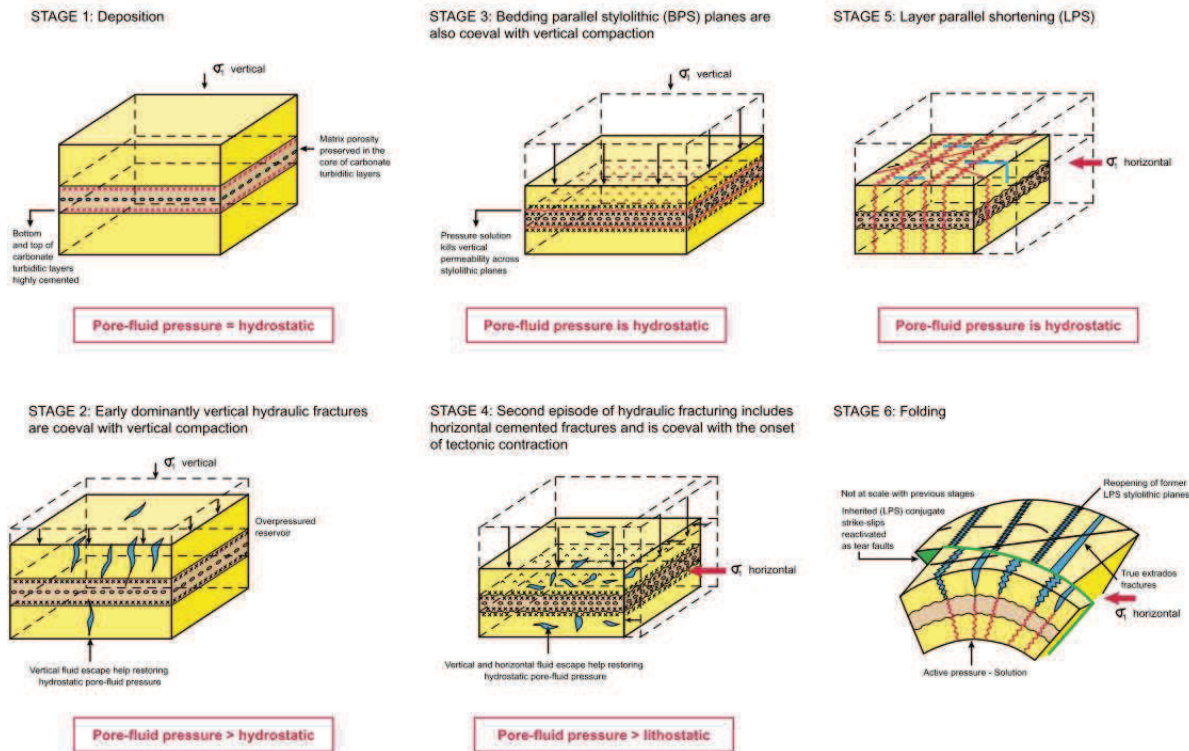 STAGE 1: Deposition
σ1 vertical
Matrix porosity
preserved in the
core of carbonate
turbiditic layers
Bottom
and top of
carbonate
turbiditic layers
highly cemented
Pore-fluid pressure = hydrostatic
STAGE 3: Bedding parallel stylolithic (BPS) planes are
also coeval with vertical compaction
σ1 vertical
Pressure solution
kills vertical
permeability across
stylolithic planes
Pore-fluid pressure is hydrostatic
STAGE 5: Layer parallel shortening (LPS)
σ1 horizontal
Pore-fluid pressure is hydrostatic
STAGE 2: Early dominantly vertical hydraulic fractures
are coeval with vertical compaction
σ1 vertical
Overpressured
reservoir
Vertical fluid escape help restoring
hydrostatic pore-fluid pressure
Pore-fluid pressure > hydrostatic
STAGE 4: Second episode of hydraulic fracturing includes
horizontal cemented fractures and is coeval with the onset
of tectonic contraction
σ1 horizontal
Vertical and horizontal fluid escape help restoring
hydrostatic pore-fluid pressure
Pore-fluid pressure > lithostatic
STAGE 6: Folding
Not at scale with previous stages
Inherited (LPS) conjugate
strike-slips
reactivated
as tear faults
Reopening of former
LPS stylolithic planes
True extrados
fractures
σ1 horizontal
Active pressure - Solution